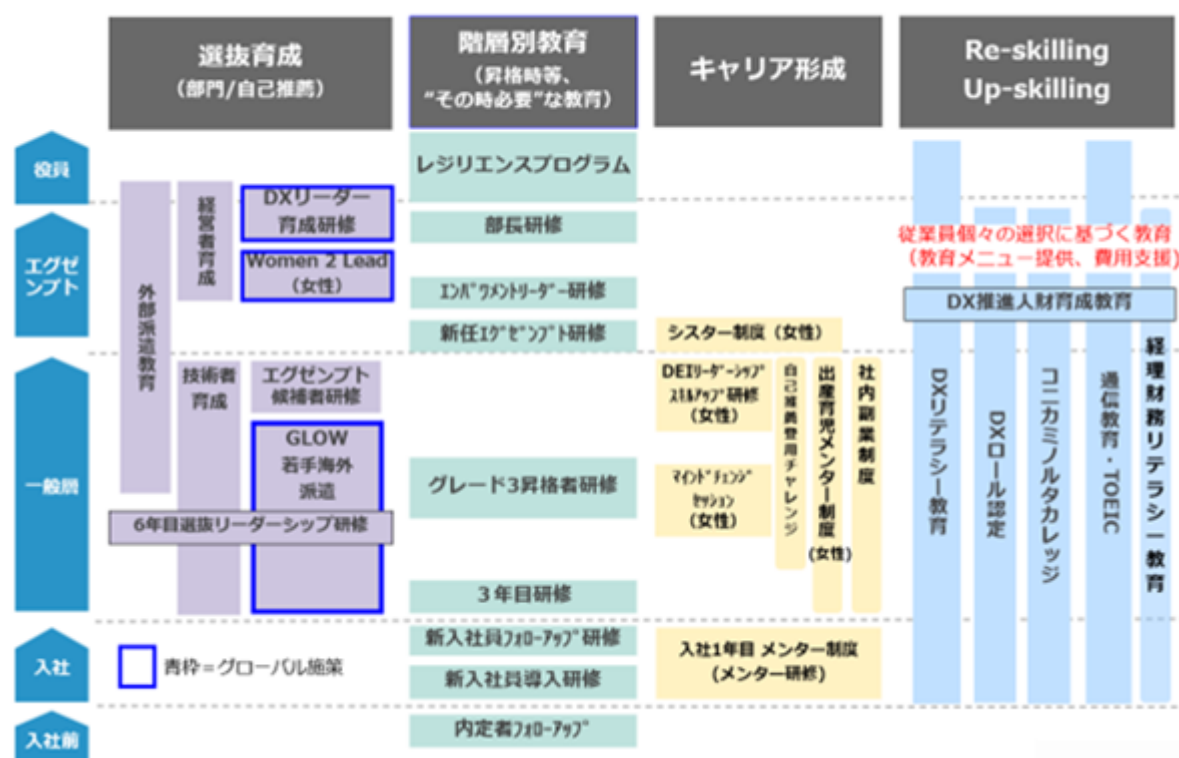 選抜育成
(部門/自己推薦)
階層別教育
(昇格時等、
“その時必要”な教育)
キャリア形成
Re-skilling
Up-skilling
役員
エグゼ
ンプト
一般層
入社
入社前
外部派遣教育
経営者育成
DXリーダー
育成研修
Women 2 Lead
(女性)
技術者
育成
エグゼンプト
候補者研修
GLOW
若手海外
派遣
6年目選抜リーダーシップ研修
青枠=グローバル施策
レジリエンスプログラム
部長研修
エンパワメントリーダー研修
新任エグゼンプト研修
グレード3昇格者研修
3年目研修
新入社員フォローアップ研修
新入社員導入研修
内定者フォローアップ
シスター制度(女性)
DEIリーダーシップ
スキルアップ研修
(女性)
マインドチェンジ
セッション
(女性)
自己推薦登用チャレンジ
出産育児メンター制度
(女性)
社内副業制度
入社1年目 メンター制度
(メンター研修)
従業員個々の選択に基づく教育
(教育メニュー提供、費用支援)
DX推進人財育成教育
DXリテラシー教育
DXロール認定
コニカミノルタカレッジ
通信教育・TOEIC
経理財務リテラシー教育